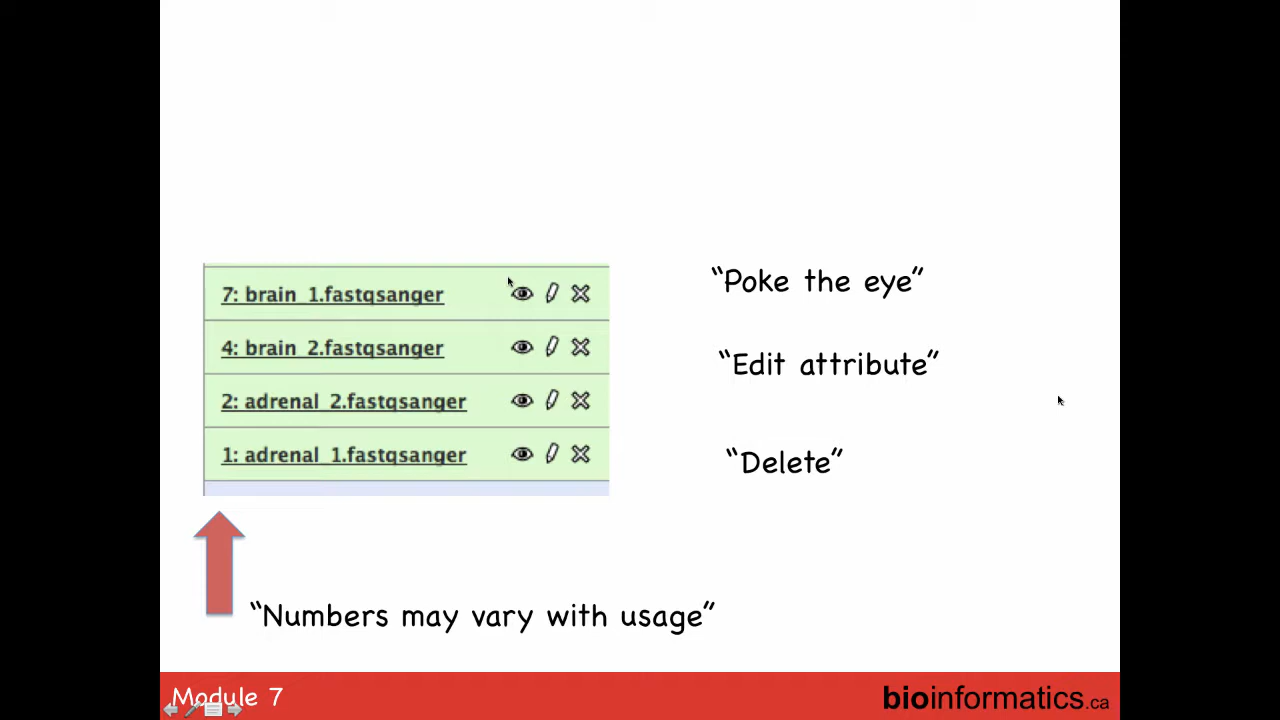 7: brain_1.fastqsanger
4: brain_2.fastqsanger
2: adrenal_2.fastqsanger
1: adrenal_1.fastqsanger
“Poke the eye”
“Edit attribute”
“Delete”
“Numbers may vary with usage”
Module 7
bioinformatics.ca